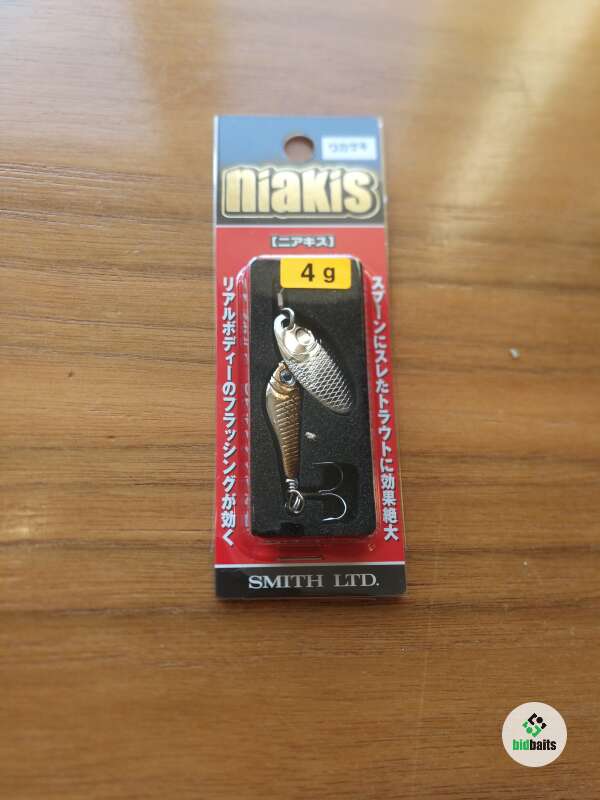 ワカサギ
niakis
【ニアキス】
4g
スプーンにスレたトラウトに効果絶大
リアルボディーのフラッシングが効く
SMITH LTD.
bidbaits